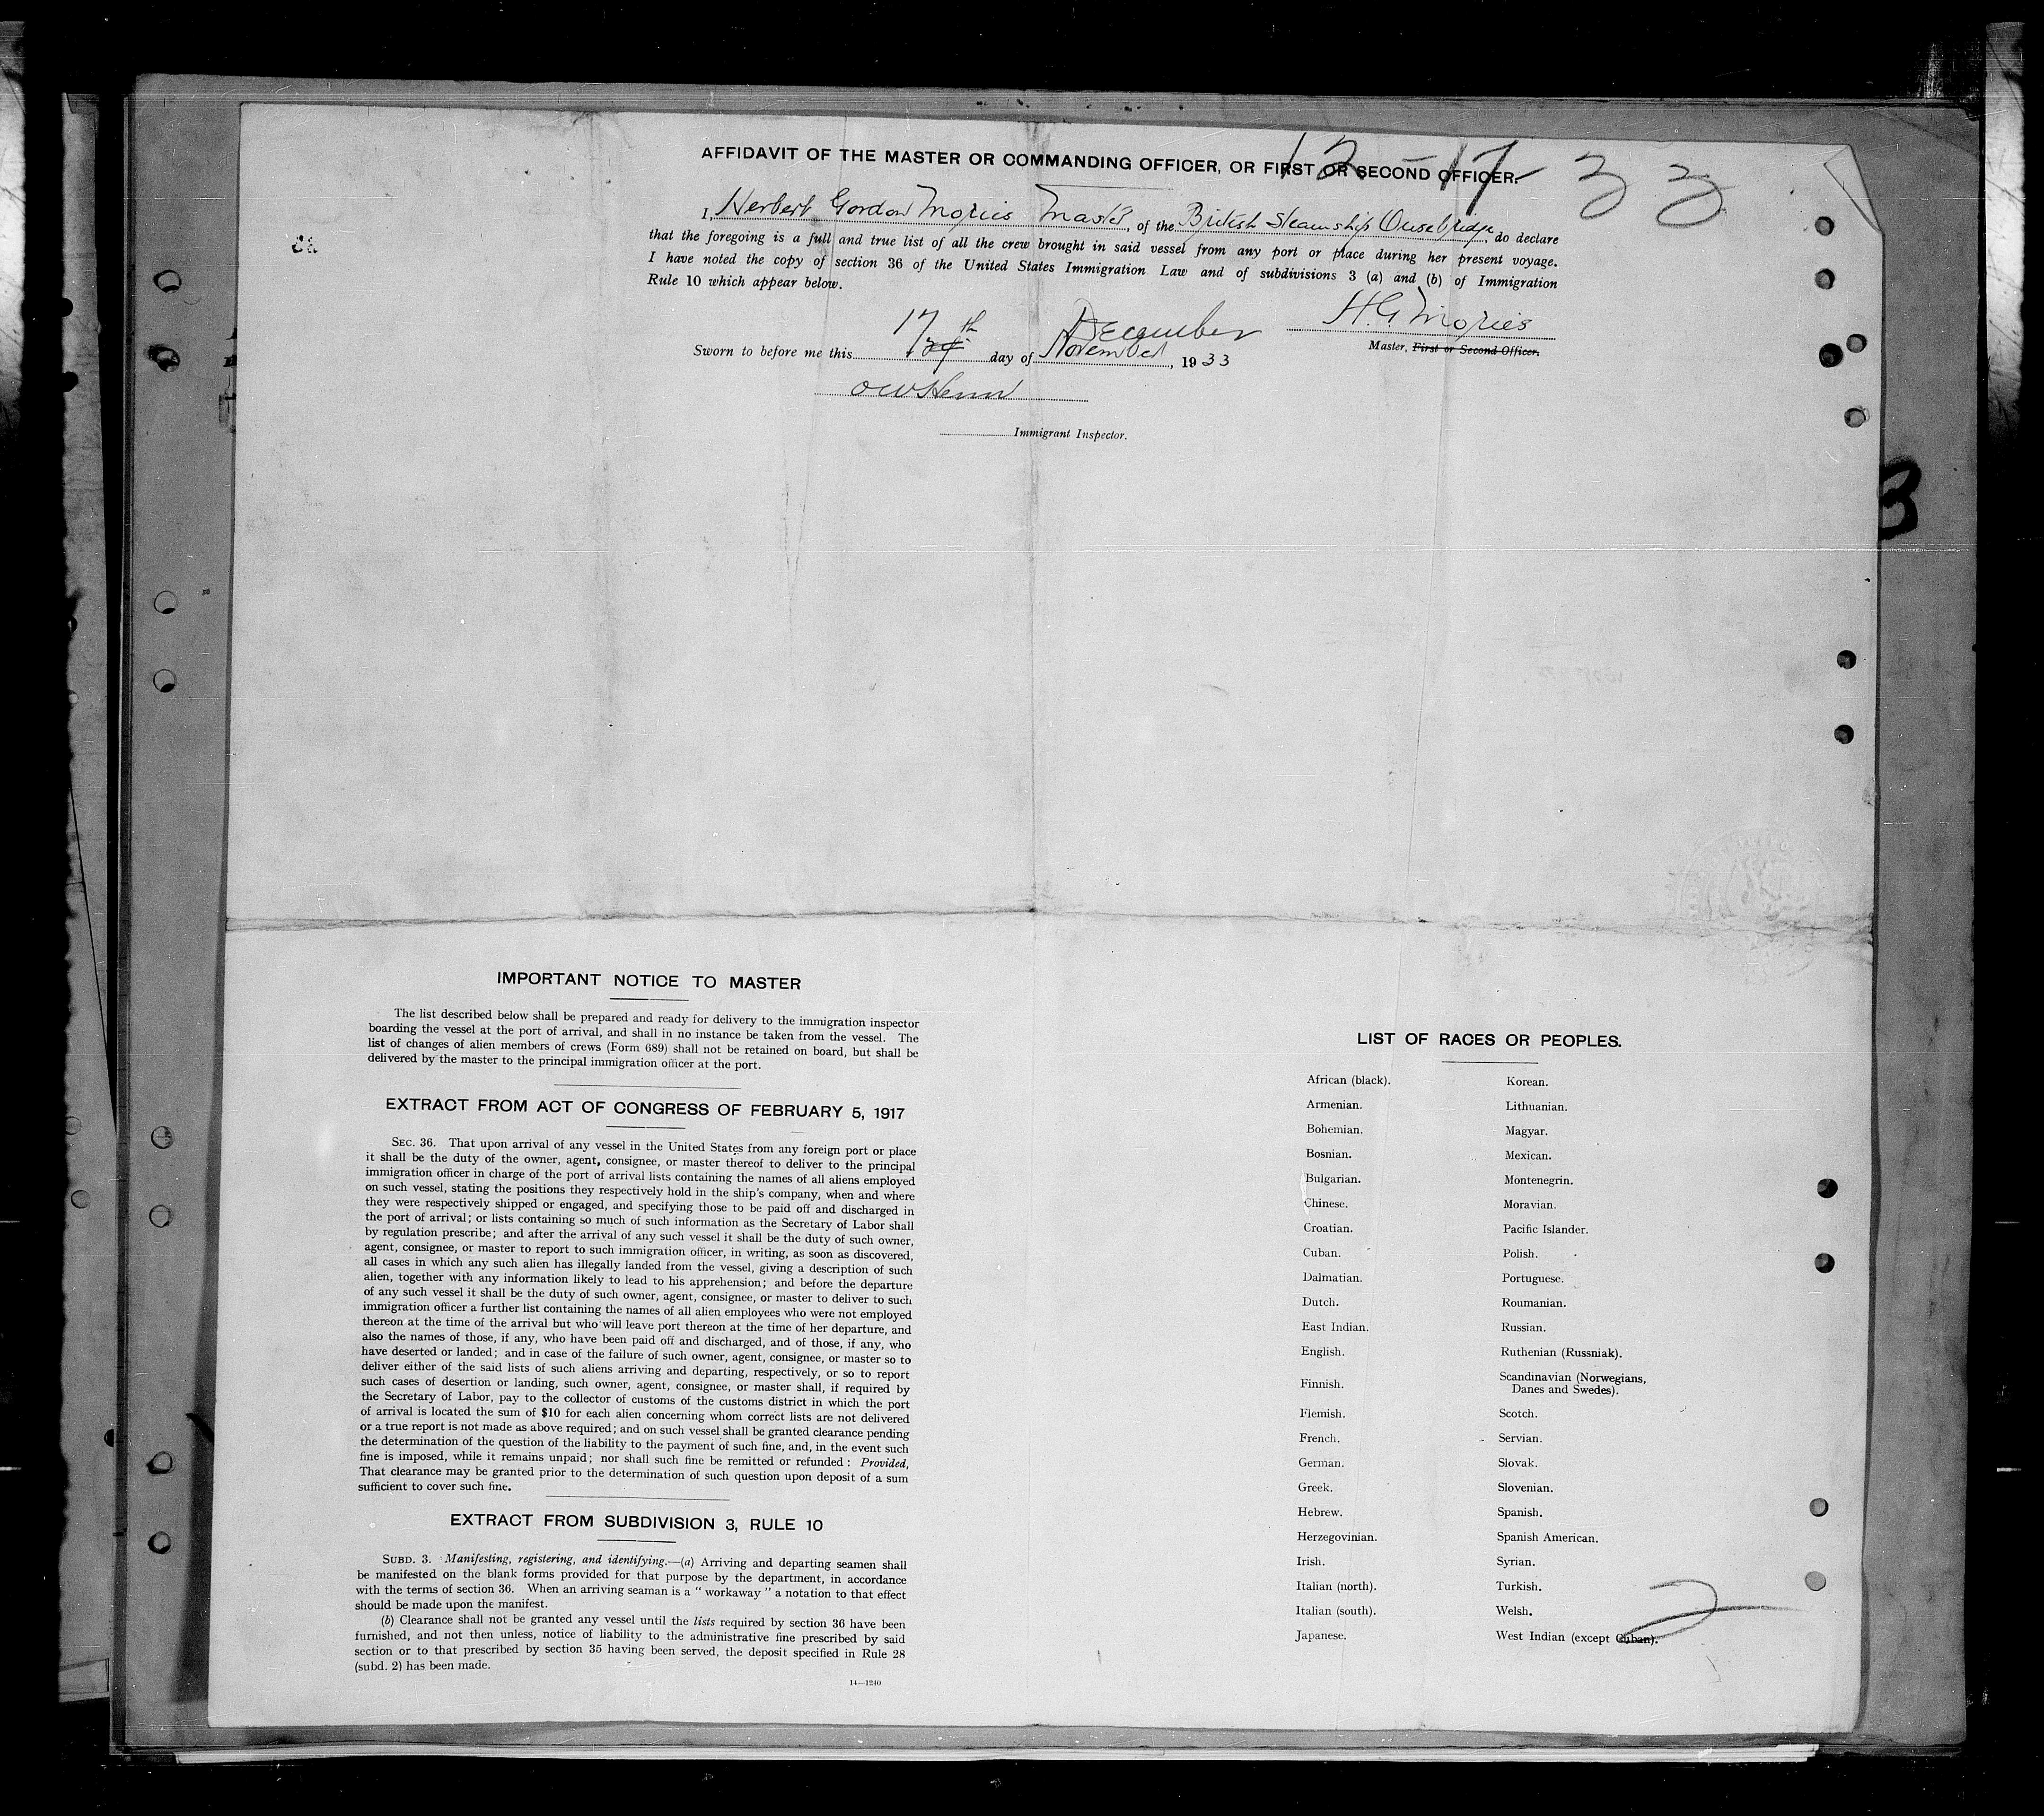 12-17-33
AFFIDAVIT OF THE MASTER OR COMMANDING OFFICER, OR FIRST OR SECOND OFFICER.
I, Herbert Gordon Mories Master, of the British Steamship Ousebridge, do declare
that the foregoing is a full and true list of all the crew brought in said vessel from any port or place during her present voyage.
I have noted the copy of section 36 of the United States Immigration Law and of subdivisions 3 (a) and (b) of Immigration
Rule 10 which appear below.
H. G. Mories
17th December
Sworn to before me this day of November, 1933
Master, First or Second Officer.
Immigrant Inspector.
3
IMPORTANT NOTICE TO MASTER
The list described below shall be prepared and ready for delivery to the immigration inspector
boarding the vessel at the port of arrival, and shall in no instance be taken from the vessel. The
list of changes of alien members of crews (Form 689) shall not be retained on board, but shall be
delivered by the master to the principal immigration officer at the port.
EXTRACT FROM ACT OF CONGRESS OF FEBRUARY 5, 1917
SEC. 36. That upon arrival of any vessel in the United States from any foreign port or place
it shall be the duty of the owner, agent, consignee, or master thereof to deliver to the principal
immigration officer in charge of the port of arrival lists containing the names of all aliens employed
on such vessel, stating the positions they respectively hold in the ship's company, when and where
they were respectively shipped or engaged, and specifying those to be paid off and discharged in
the port of arrival; or lists containing so much of such information as the Secretary of Labor shall
by regulation prescribe; and after the arrival of any such vessel it shall be the duty of such owner,
agent, consignee, or master to report to such immigration officer, in writing, as soon as discovered,
all cases in which any such alien has illegally landed from the vessel, giving a description of such
alien, together with any information likely to lead to his apprehension; and before the departure
of any such vessel it shall be the duty of such owner, agent, consignee, or master to deliver to such
immigration officer a further list containing the names of all alien employees who were not employed
thereon at the time of the arrival but who will leave port thereon at the time of her departure, and
also the names of those, if any, who have been paid off and discharged, and of those, if any, who
have deserted or landed; and in case of the failure of such owner, agent, consignee, or master so to
deliver either of the said lists of such aliens arriving and departing, respectively, or so to report
such cases of desertion or landing, such owner, agent, consignee, or master shall, if required by
the Secretary of Labor, pay to the collector of customs of the customs district in which the port
of arrival is located the sum of $10 for each alien concerning whom correct lists are not delivered
or a true report is not made as above required; and on such vessel shall be granted clearance pending
the determination of the question of the liability to the payment of such fine, and, in the event such
fine is imposed, while it remains unpaid; nor shall such fine be remitted or refunded: Provided,
That clearance may be granted prior to the determination of such question upon deposit of a sum
sufficient to cover such fine.
EXTRACT FROM SUBDIVISION 3, RULE 10
SUBD. 3. Manifesting, registering, and identifying.—(a) Arriving and departing seamen shall
be manifested on the blank forms provided for that purpose by the department, in accordance
with the terms of section 36. When an arriving seaman is a "workaway" a notation to that effect
should be made upon the manifest.
(b) Clearance shall not be granted any vessel until the lists required by section 36 have been
furnished, and not then unless, notice of liability to the administrative fine prescribed by said
section or to that prescribed by section 35 having been served, the deposit specified in Rule 28
(subd. 2) has been made.
14—1240
LIST OF RACES OR PEOPLES.
African (black).
Armenian.
Bohemian.
Bosnian.
Bulgarian.
Chinese.
Croatian.
Cuban.
Dalmatian.
Dutch.
East Indian.
English.
Finnish.
Flemish.
French.
German.
Greek.
Hebrew.
Herzegovinian.
Irish.
Italian (north).
Italian (south).
Japanese.
Korean.
Lithuanian.
Magyar.
Mexican.
Montenegrin.
Moravian.
Pacific Islander.
Polish.
Portuguese.
Roumanian.
Russian.
Ruthenian (Russniak).
Scandinavian (Norwegians,
Danes and Swedes).
Scotch.
Servian.
Slovak.
Slovenian.
Spanish.
Spanish American.
Syrian.
Turkish.
Welsh.
West Indian (except Cuban).
2